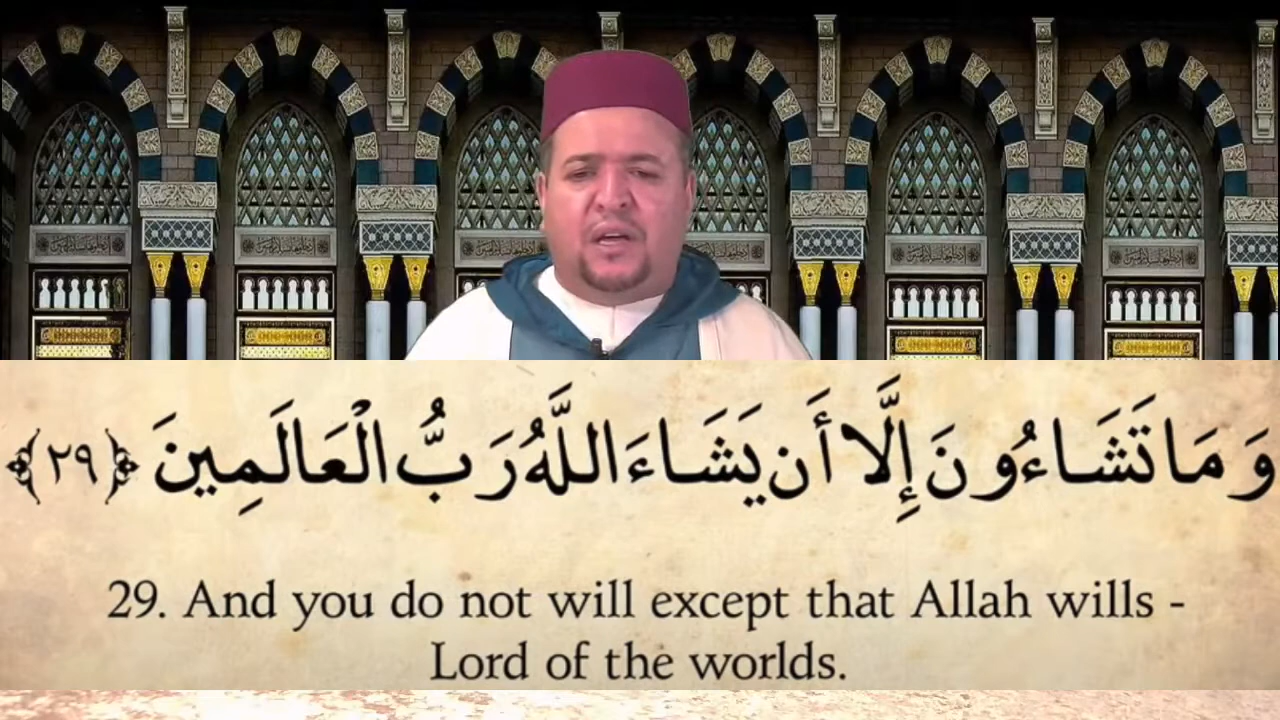 وَمَا تَشَاءُونَ إِلَّا أَن يَشَاءَ اللَّهُ رَبُّ الْعَالَمِينَ ﴿٢٩﴾
29. And you do not will except that Allah wills -
Lord of the worlds.